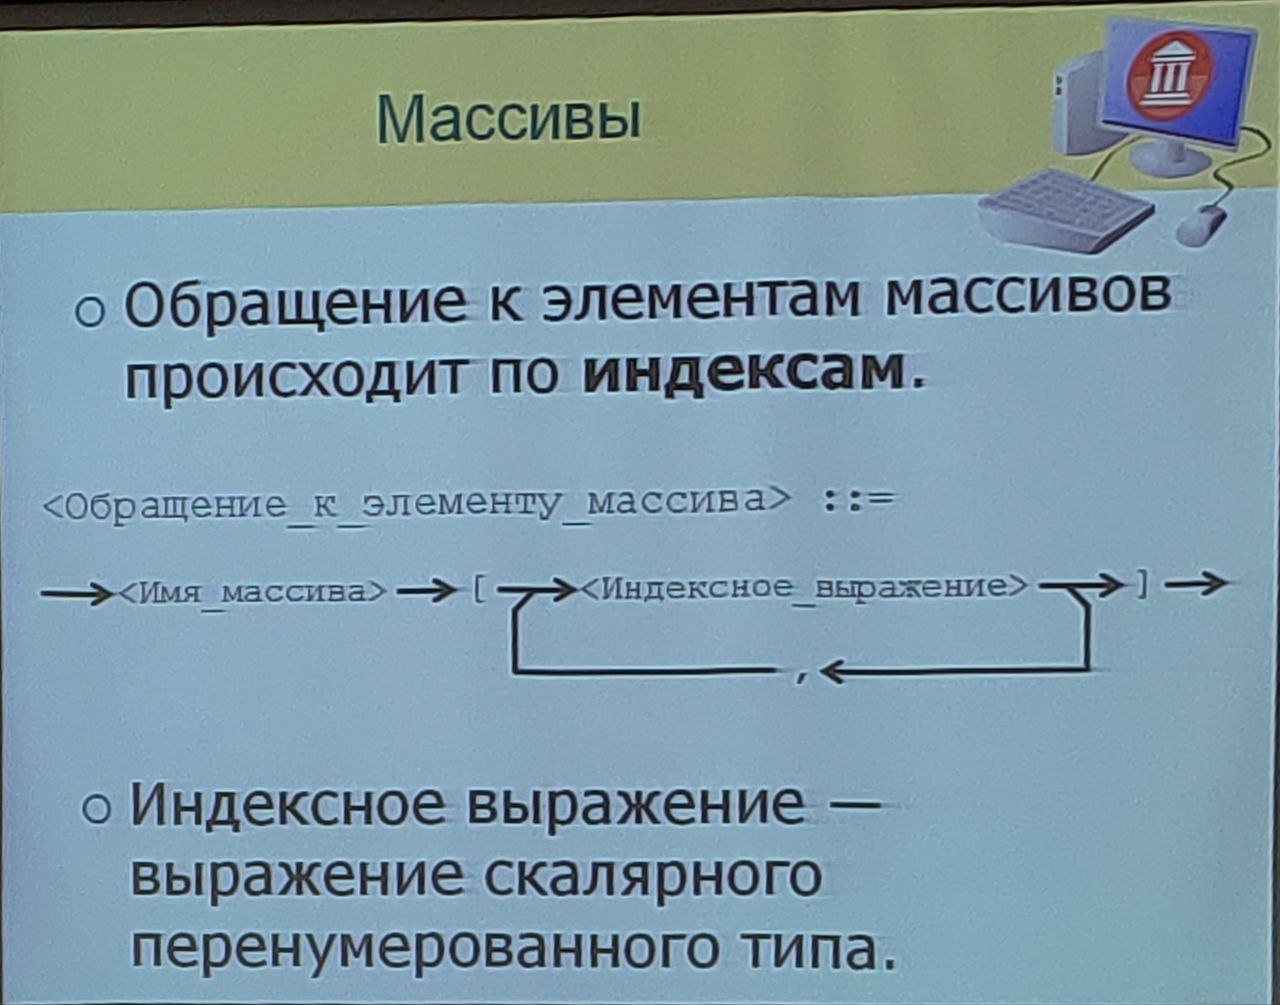 Массивы
Обращение к элементам массивов
происходит по индексам.
<Обращение_к_элементу_массива> ::=
<Имя_массива> [ <Индексное_выражение> ]
,
Индексное выражение —
выражение скалярного
перенумерованного типа.